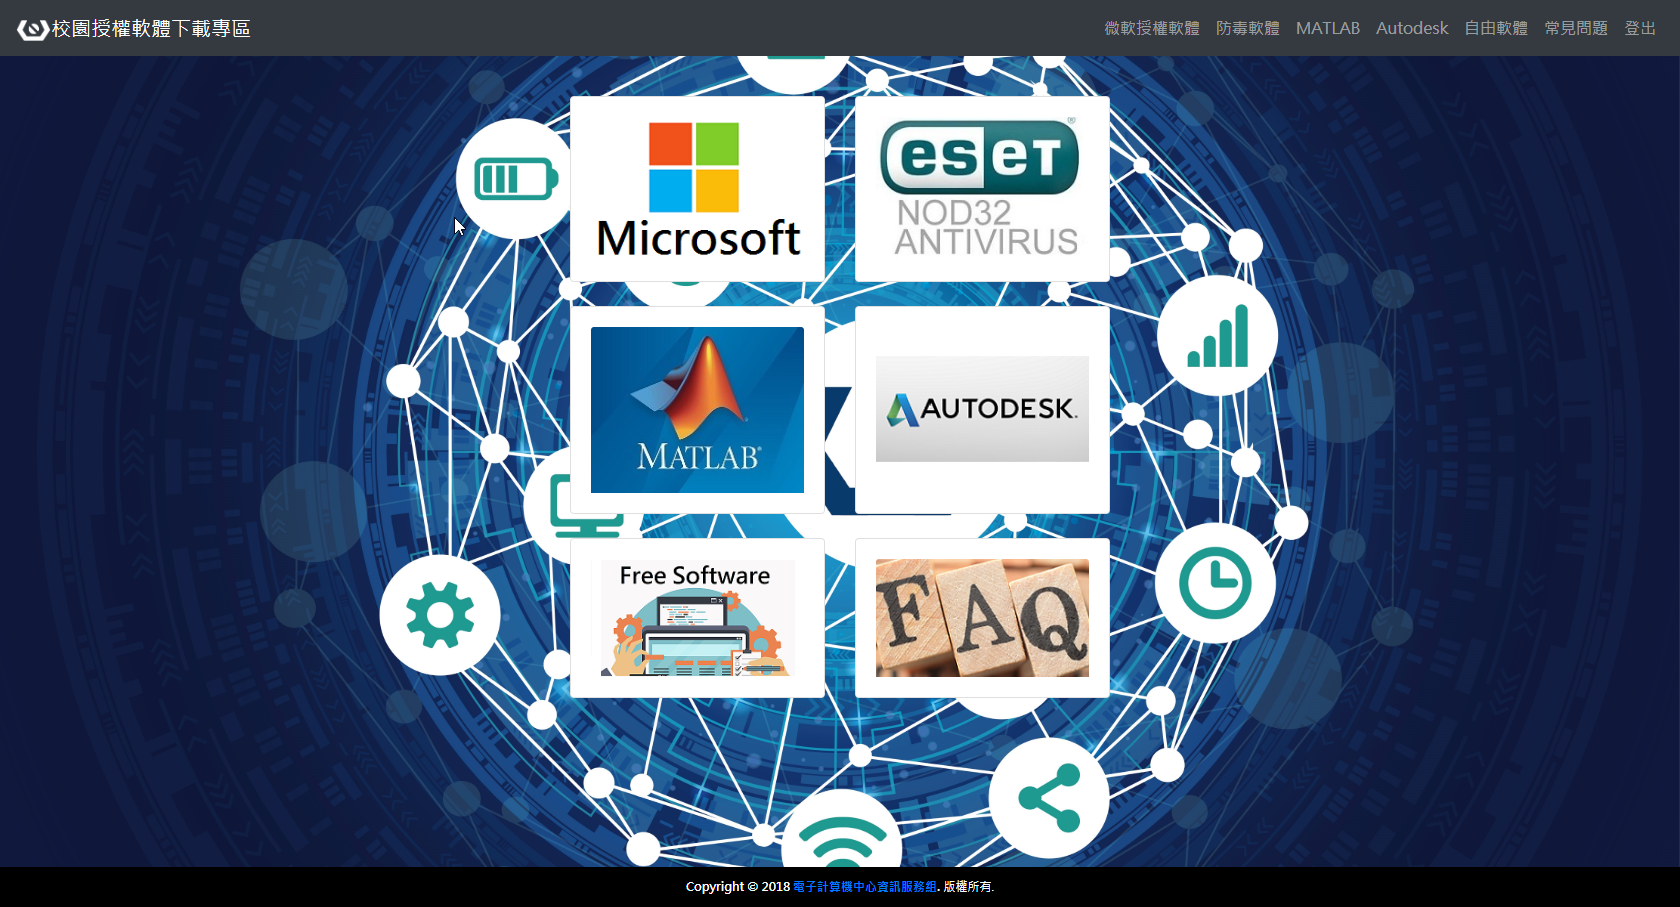 校園授權軟體下載專區
微軟授權軟體 防毒軟體 MATLAB Autodesk 自由軟體 常見問題 登出
Microsoft
eseT®
NOD32
ANTIVIRUS
MATLAB®
AUTODESK.
Free Software
FAQ
Copyright © 2018 電子計算機中心資訊服務組. 版權所有.